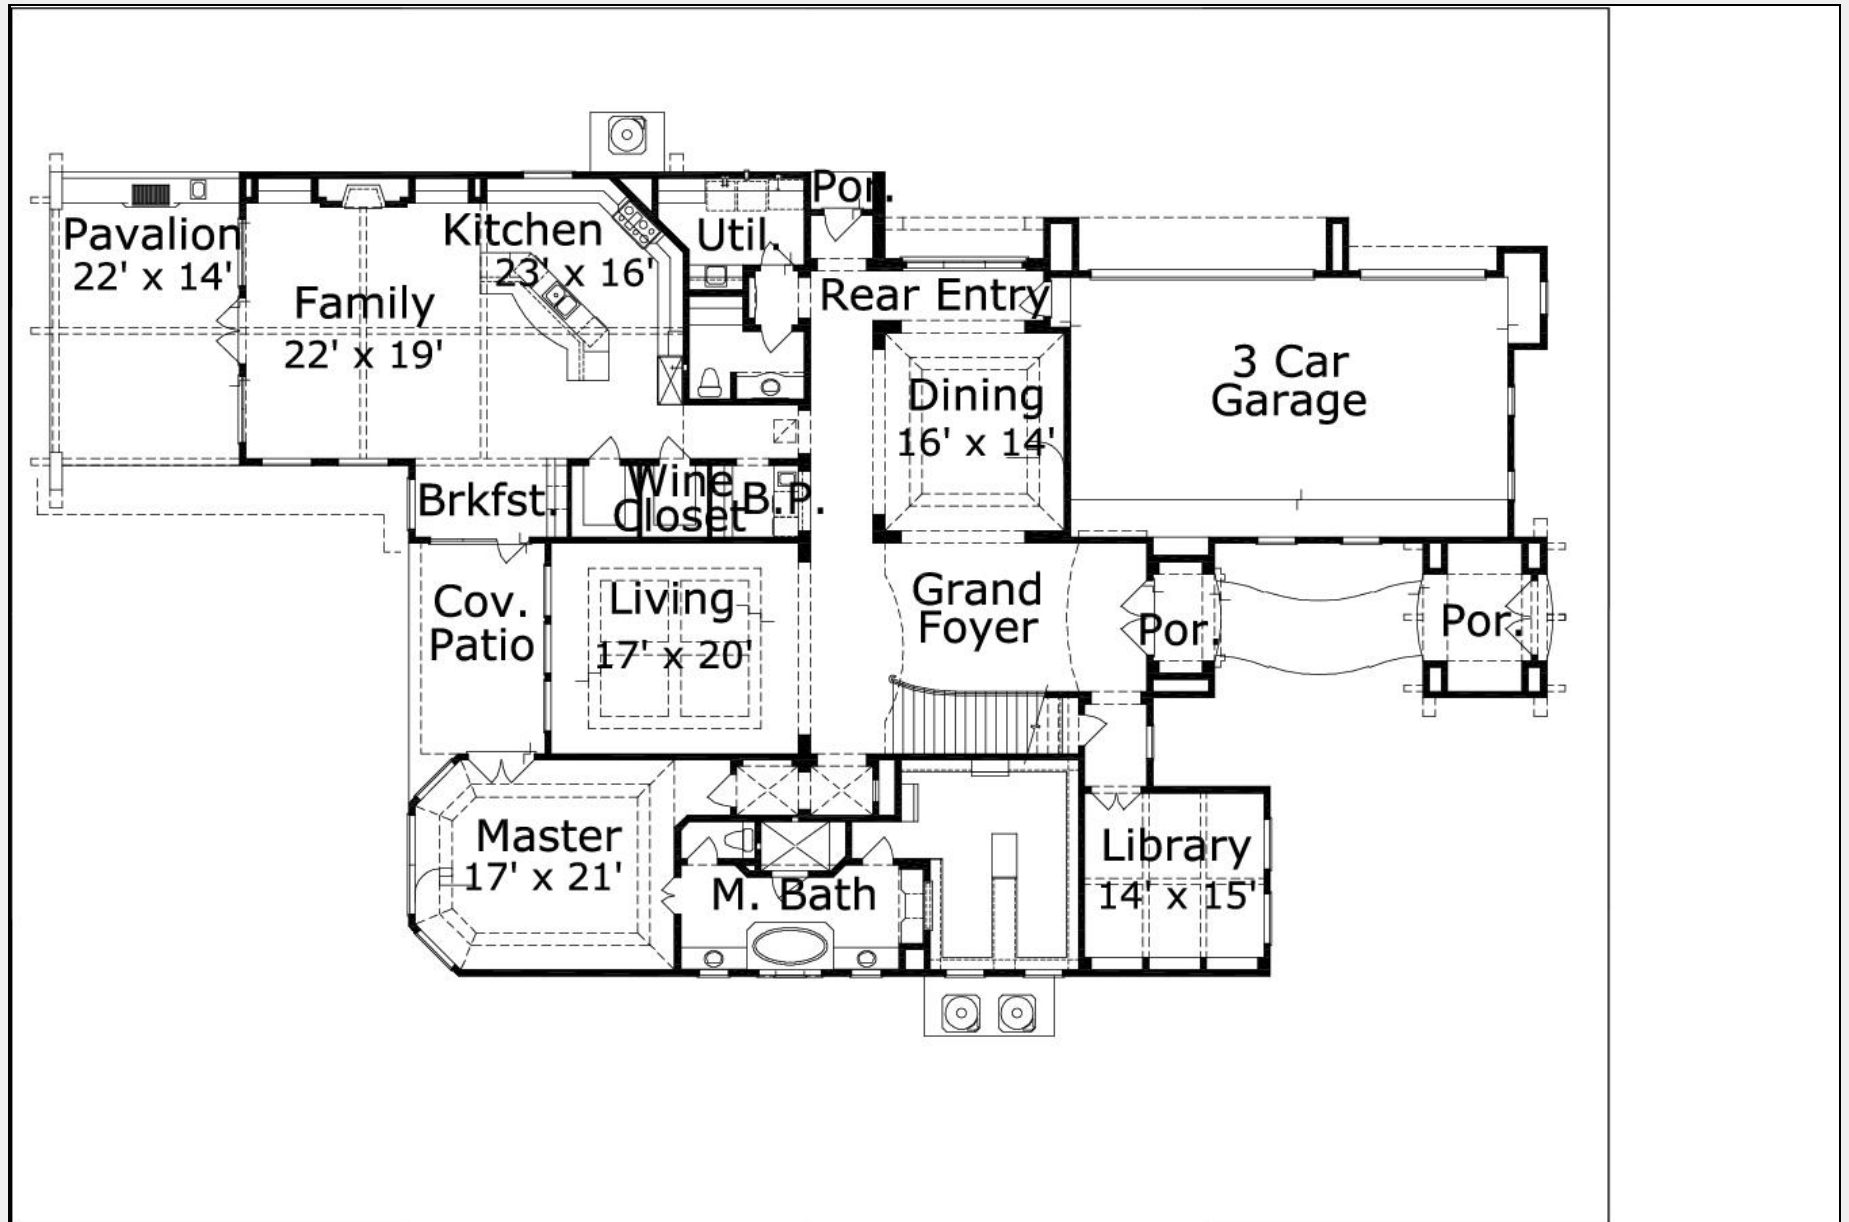 Por.
Pavalion
22' x 14'
Kitchen
23' x 16'
Util.
Family
22' x 19'
Rear Entry
3 Car
Garage
Dining
16' x 14'
Brkfst.
Wine
Closet
B.P.
Cov.
Patio
Living
17' x 20'
Grand
Foyer
Por.
Por.
Master
17' x 21'
M. Bath
Library
14' x 15'